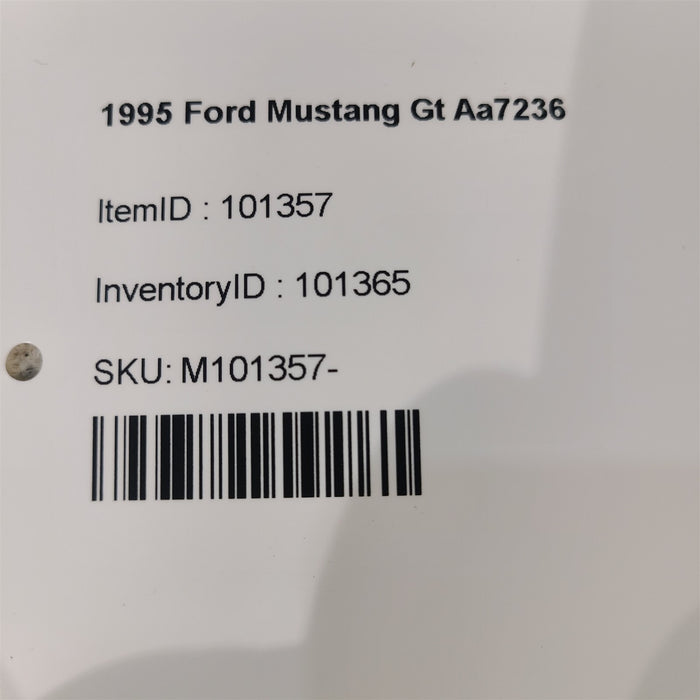 1995 Ford Mustang Gt Aa7236
ItemID : 101357
InventoryID : 101365
SKU: M101357-